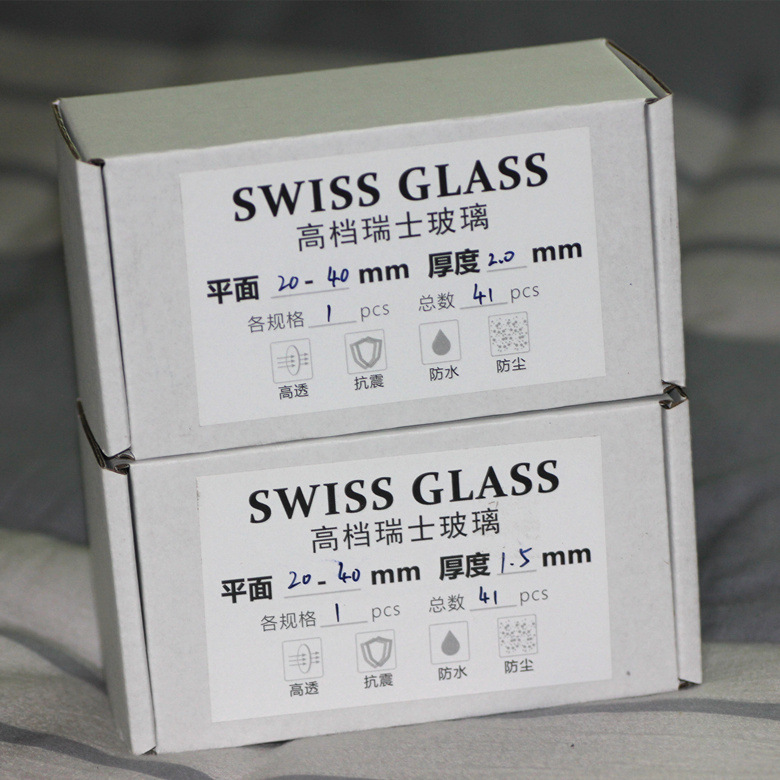 SWISS GLASS
高档瑞士玻璃
平面 20 - 40 mm 厚度 2.0 mm
各规格 1 pcs 总数 41 pcs
高透 抗震 防水 防尘
SWISS GLASS
高档瑞士玻璃
平面 20 - 40 mm 厚度 1.5 mm
各规格 1 pcs 总数 41 pcs
高透 抗震 防水 防尘